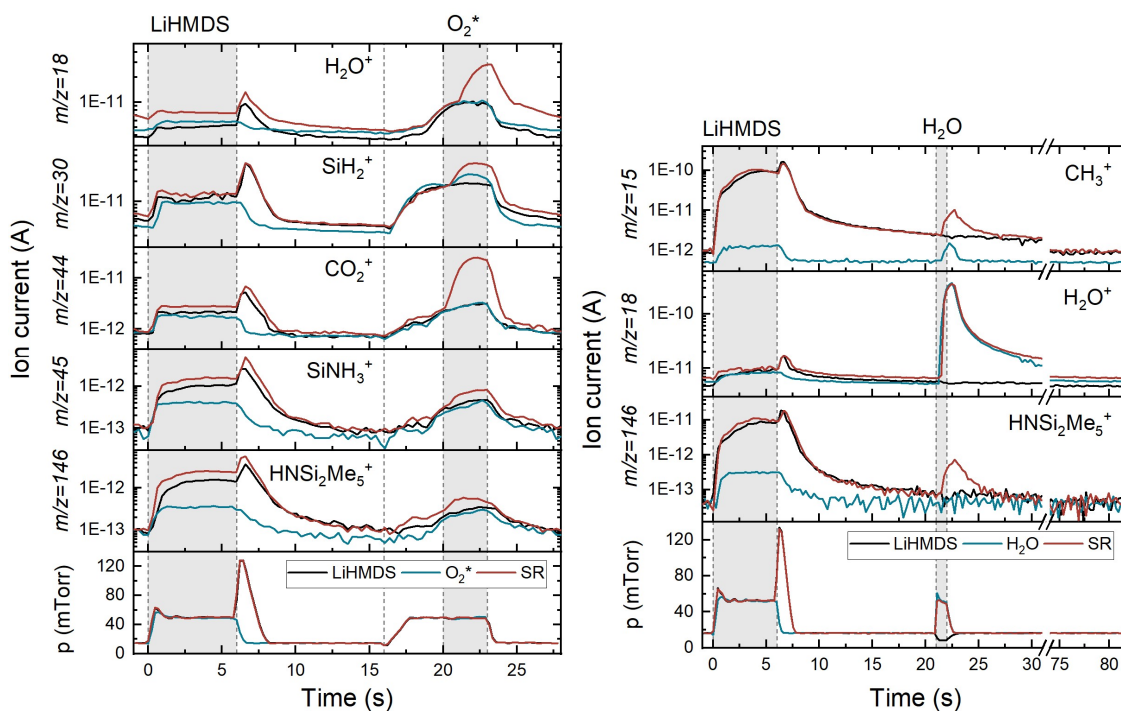 LiHMDS O₂*
Ion current (A)
m/z=18
1E-11
H₂O⁺
m/z=30
1E-11
SiH₂⁺
m/z=44
1E-11
1E-12
CO₂⁺
m/z=45
1E-12
1E-13
SiNH₃⁺
m/z=146
1E-12
1E-13
HNSi₂Me₅⁺
p (mTorr)
120
80
40
0
LiHMDS O₂* SR
0 5 10 15 20 25
Time (s)
LiHMDS H₂O
Ion current (A)
m/z=15
1E-10
1E-11
1E-12
CH₃⁺
m/z=18
1E-10
1E-11
H₂O⁺
m/z=146
1E-11
1E-13
HNSi₂Me₅⁺
p (mTorr)
120
80
40
0
LiHMDS H₂O SR
0 5 10 15 20 25 30 75 80
Time (s)